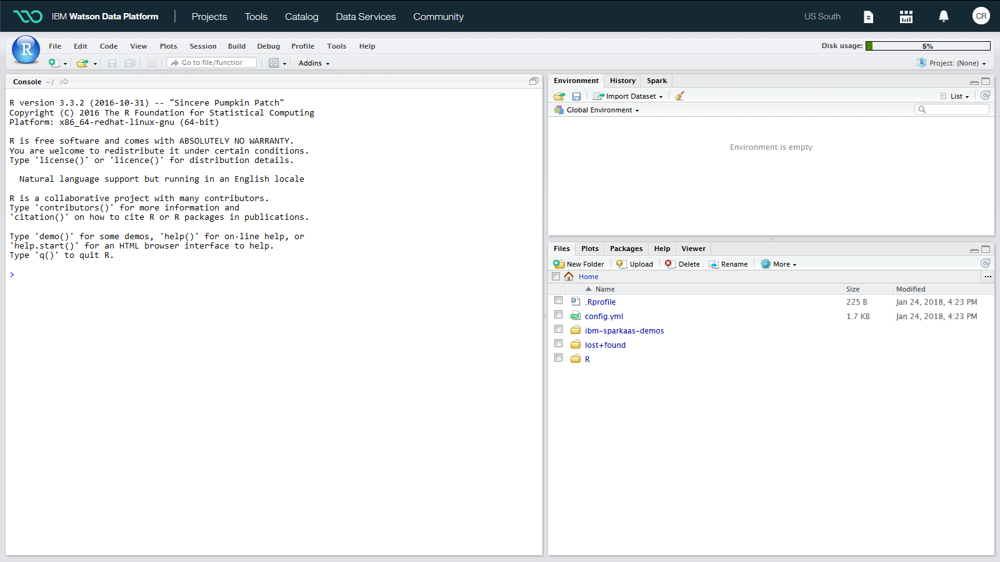 IBM Watson Data Platform Projects Tools Catalog Data Services Community US South CR
R File Edit Code View Plots Session Build Debug Profile Tools Help Disk usage: 5%
Go to file/function Addins Project: (None)
Console ~/
R version 3.3.2 (2016-10-31) -- "Sincere Pumpkin Patch"
Copyright (C) 2016 The R Foundation for Statistical Computing
Platform: x86_64-redhat-linux-gnu (64-bit)
R is free software and comes with ABSOLUTELY NO WARRANTY.
You are welcome to redistribute it under certain conditions.
Type 'license()' or 'licence()' for distribution details.
Natural language support but running in an English locale
R is a collaborative project with many contributors.
Type 'contributors()' for more information and
'citation()' on how to cite R or R packages in publications.
Type 'demo()' for some demos, 'help()' for on-line help, or
'help.start()' for an HTML browser interface to help.
Type 'q()' to quit R.
>
Environment History Spark
Import Dataset List
Global Environment
Environment is empty
Files Plots Packages Help Viewer
New Folder Upload Delete Rename More
Home ...
Name Size Modified
.Rprofile 225 B Jan 24, 2018, 4:23 PM
config.yml 1.7 KB Jan 24, 2018, 4:23 PM
ibm-sparkaas-demos
lost+found
R